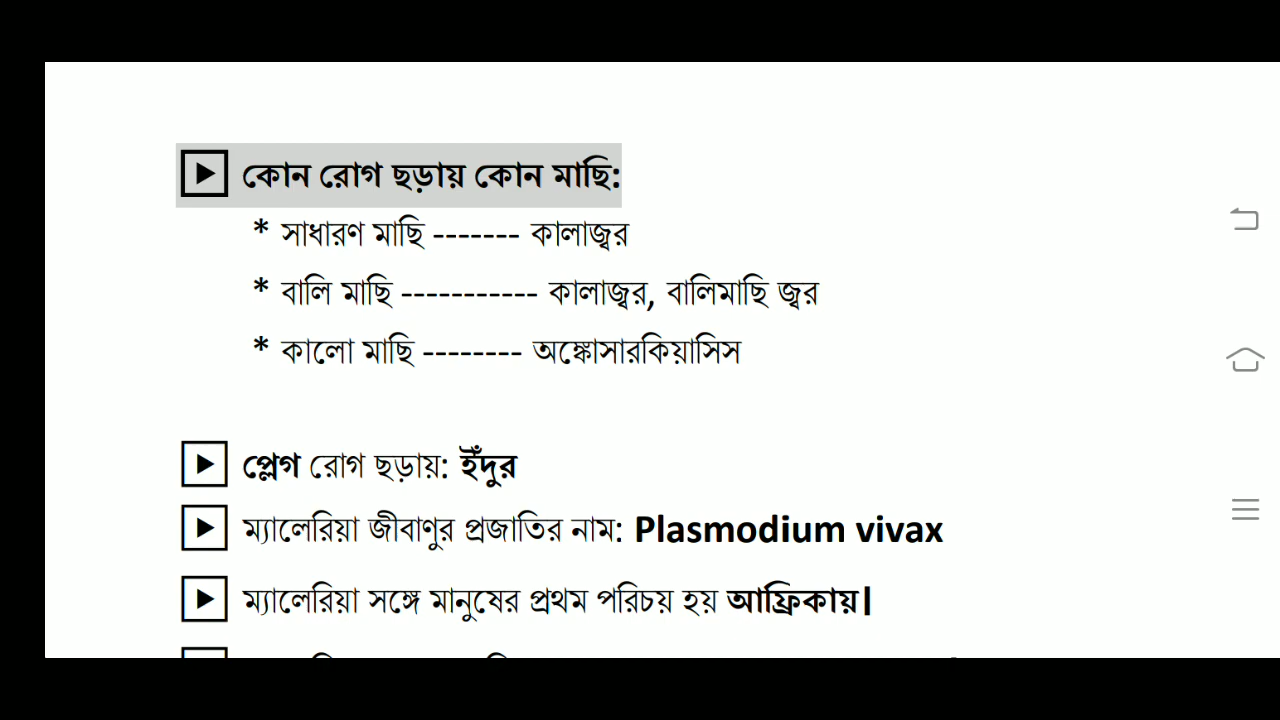 কোন রোগ ছড়ায় কোন মাছি:
* সাধারণ মাছি ------- কালাজ্বর
* বালি মাছি ----------- কালাজ্বর, বালিমাছি জ্বর
* কালো মাছি -------- অঙ্কোসারকিয়াসিস
প্লেগ রোগ ছড়ায়: ইঁদুর
ম্যালেরিয়া জীবাণুর প্রজাতির নাম: Plasmodium vivax
ম্যালেরিয়া সঙ্গে মানুষের প্রথম পরিচয় হয় আফ্রিকায়।